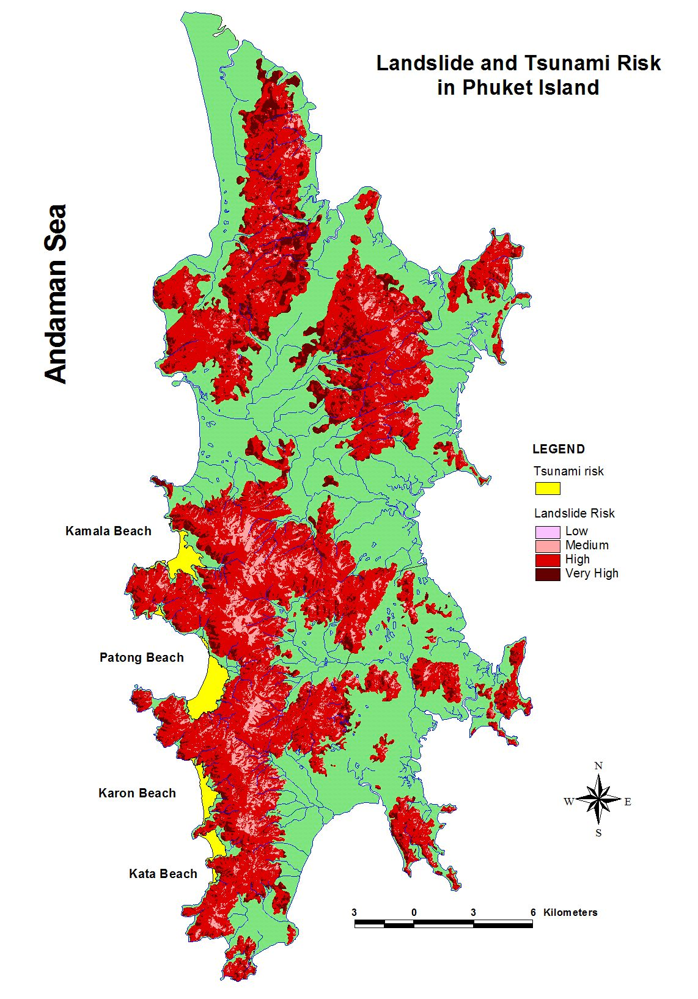 Landslide and Tsunami Risk
in Phuket Island
Andaman Sea
LEGEND
Tsunami risk
Landslide Risk
Low
Medium
High
Very High
Kamala Beach
Patong Beach
Karon Beach
Kata Beach
N
W E
S
3 0 3 6 Kilometers